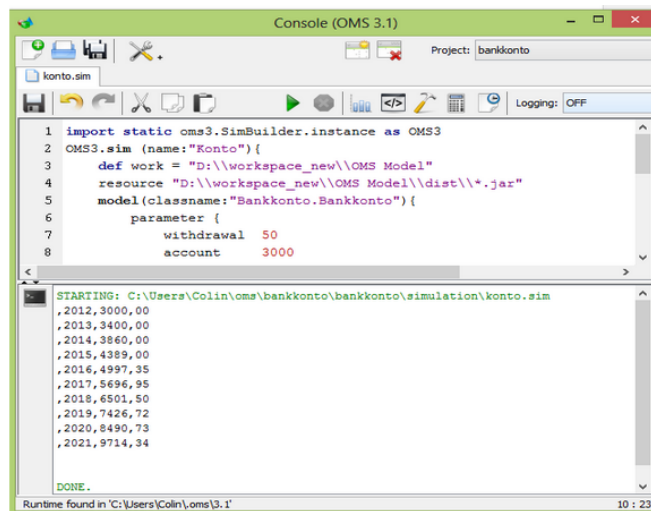 Console (OMS 3.1)
Project: bankkonto
konto.sim
Logging: OFF
1 import static oms3.SimBuilder.instance as OMS3
2 OMS3.sim (name:"Konto"){
3 def work = "D:\\workspace_new\\OMS Model"
4 resource "D:\\workspace_new\\OMS Model\\dist\\*.jar"
5 model(classname:"Bankkonto.Bankkonto"){
6 parameter {
7 withdrawal 50
8 account 3000
STARTING: C:\Users\Colin\oms\bankkonto\bankkonto\simulation\konto.sim
,2012,3000,00
,2013,3400,00
,2014,3860,00
,2015,4389,00
,2016,4997,35
,2017,5696,95
,2018,6501,50
,2019,7426,72
,2020,8490,73
,2021,9714,34
DONE.
Runtime found in 'C:\Users\Colin\.oms\3.1'
10 : 23